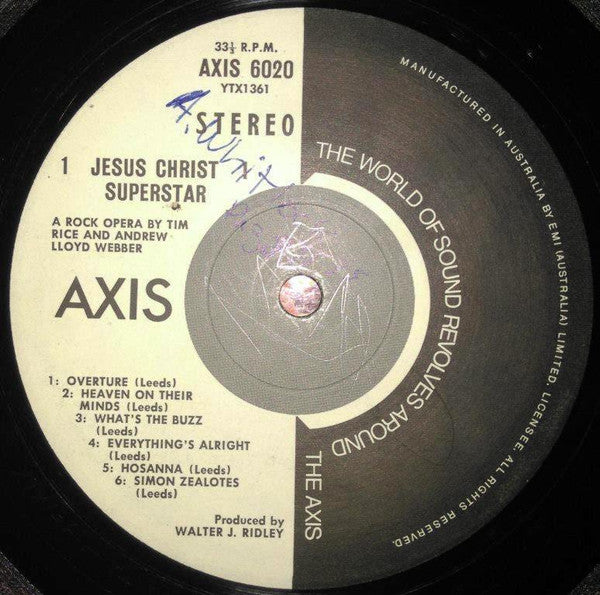 33⅓ R.P.M.
AXIS 6020
YTX1361
STEREO
1 JESUS CHRIST
SUPERSTAR
A ROCK OPERA BY TIM
RICE AND ANDREW
LLOYD WEBBER
AXIS
1: OVERTURE (Leeds)
2: HEAVEN ON THEIR
MINDS (Leeds)
3: WHAT'S THE BUZZ
(Leeds)
4: EVERYTHING'S ALRIGHT
(Leeds)
5: HOSANNA (Leeds)
6: SIMON ZEALOTES
(Leeds)
Produced by
WALTER J. RIDLEY
THE WORLD OF SOUND REVOLVES AROUND
THE AXIS
MANUFACTURED IN AUSTRALIA BY EMI (AUSTRALIA) LIMITED. LICENSEE. ALL RIGHTS RESERVED.